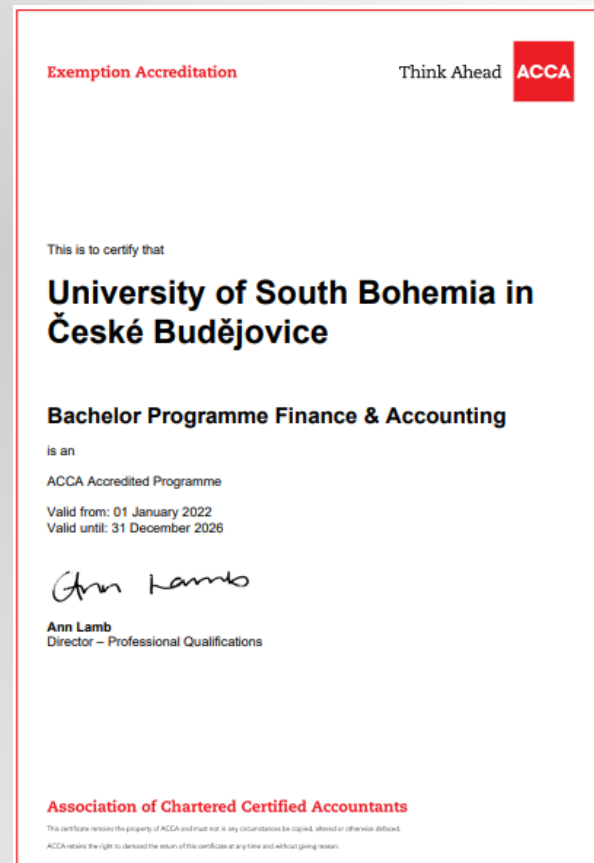 Exemption Accreditation
Think Ahead ACCA
This is to certify that
University of South Bohemia in
České Budějovice
Bachelor Programme Finance & Accounting
is an
ACCA Accredited Programme
Valid from: 01 January 2022
Valid until: 31 December 2026
Ann Lamb
Ann Lamb
Director – Professional Qualifications
Association of Chartered Certified Accountants
This certificate remains the property of ACCA and must not in any circumstances be copied, altered or otherwise defaced.
ACCA retains the right to demand the return of this certificate at any time and without giving reason.